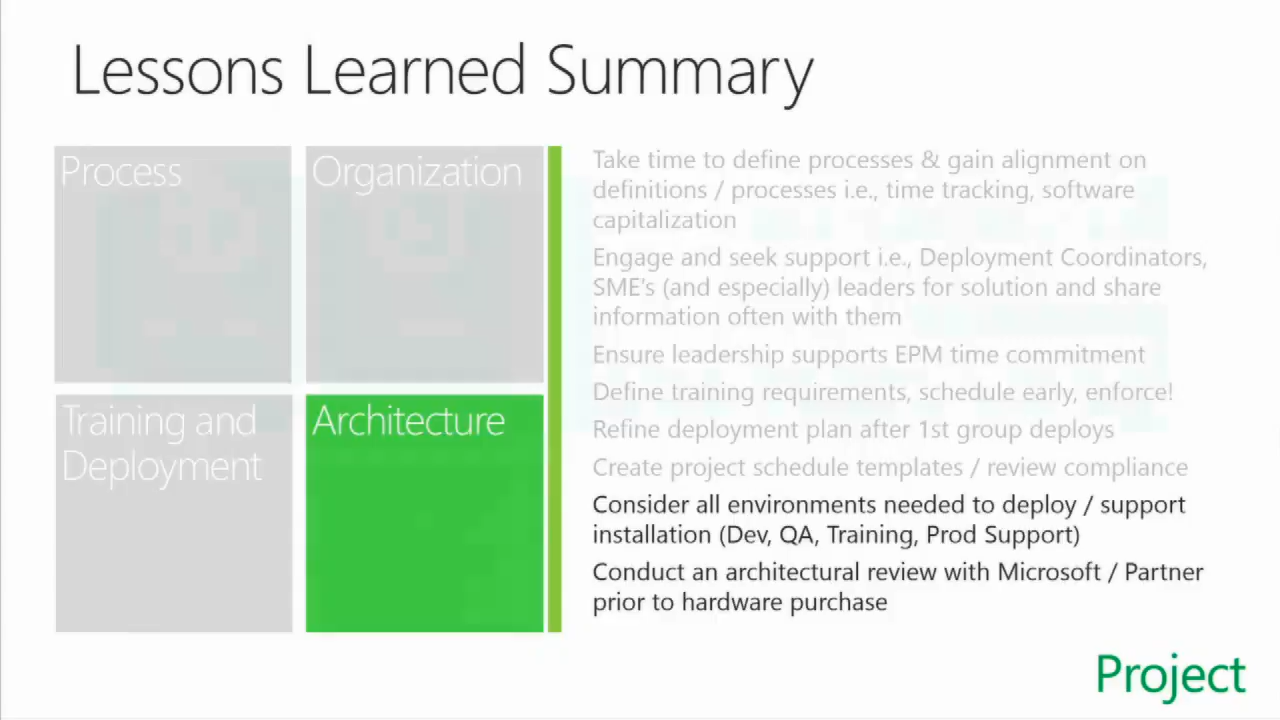 Lessons Learned Summary
Process
Organization
Training and
Deployment
Architecture
Take time to define processes & gain alignment on
definitions / processes i.e., time tracking, software
capitalization
Engage and seek support i.e., Deployment Coordinators,
SME's (and especially) leaders for solution and share
information often with them
Ensure leadership supports EPM time commitment
Define training requirements, schedule early, enforce!
Refine deployment plan after 1st group deploys
Create project schedule templates / review compliance
Consider all environments needed to deploy / support
installation (Dev, QA, Training, Prod Support)
Conduct an architectural review with Microsoft / Partner
prior to hardware purchase
Project